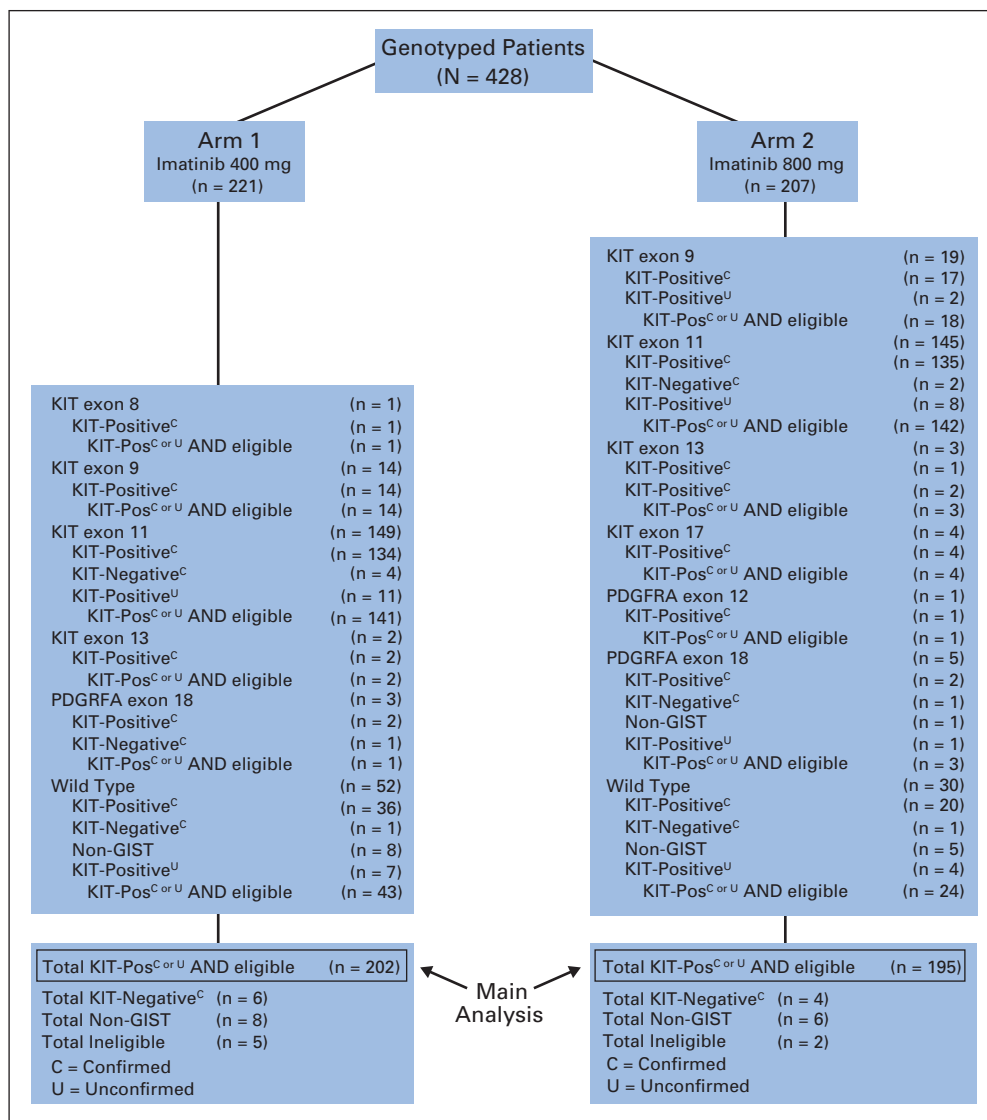 Genotyped Patients
(N = 428)
Arm 1
Imatinib 400 mg
(n = 221)
KIT exon 8 (n = 1)
KIT-Positive^C (n = 1)
KIT-Pos^C or U AND eligible (n = 1)
KIT exon 9 (n = 14)
KIT-Positive^C (n = 14)
KIT-Pos^C or U AND eligible (n = 14)
KIT exon 11 (n = 149)
KIT-Positive^C (n = 134)
KIT-Negative^C (n = 4)
KIT-Positive^U (n = 11)
KIT-Pos^C or U AND eligible (n = 141)
KIT exon 13 (n = 2)
KIT-Positive^C (n = 2)
KIT-Pos^C or U AND eligible (n = 2)
PDGRFA exon 18 (n = 3)
KIT-Positive^C (n = 2)
KIT-Negative^C (n = 1)
KIT-Pos^C or U AND eligible (n = 1)
Wild Type (n = 52)
KIT-Positive^C (n = 36)
KIT-Negative^C (n = 1)
Non-GIST (n = 8)
KIT-Positive^U (n = 7)
KIT-Pos^C or U AND eligible (n = 43)
Total KIT-Pos^C or U AND eligible (n = 202)
Total KIT-Negative^C (n = 6)
Total Non-GIST (n = 8)
Total Ineligible (n = 5)
C = Confirmed
U = Unconfirmed
Main
Analysis
Arm 2
Imatinib 800 mg
(n = 207)
KIT exon 9 (n = 19)
KIT-Positive^C (n = 17)
KIT-Positive^U (n = 2)
KIT-Pos^C or U AND eligible (n = 18)
KIT exon 11 (n = 145)
KIT-Positive^C (n = 135)
KIT-Negative^C (n = 2)
KIT-Positive^U (n = 8)
KIT-Pos^C or U AND eligible (n = 142)
KIT exon 13 (n = 3)
KIT-Positive^C (n = 1)
KIT-Positive^C (n = 2)
KIT-Pos^C or U AND eligible (n = 3)
KIT exon 17 (n = 4)
KIT-Positive^C (n = 4)
KIT-Pos^C or U AND eligible (n = 4)
PDGFRA exon 12 (n = 1)
KIT-Positive^C (n = 1)
KIT-Pos^C or U AND eligible (n = 1)
PDGRFA exon 18 (n = 5)
KIT-Positive^C (n = 2)
KIT-Negative^C (n = 1)
Non-GIST (n = 1)
KIT-Positive^U (n = 1)
KIT-Pos^C or U AND eligible (n = 3)
Wild Type (n = 30)
KIT-Positive^C (n = 20)
KIT-Negative^C (n = 1)
Non-GIST (n = 5)
KIT-Positive^U (n = 4)
KIT-Pos^C or U AND eligible (n = 24)
Total KIT-Pos^C or U AND eligible (n = 195)
Total KIT-Negative^C (n = 4)
Total Non-GIST (n = 6)
Total Ineligible (n = 2)
C = Confirmed
U = Unconfirmed